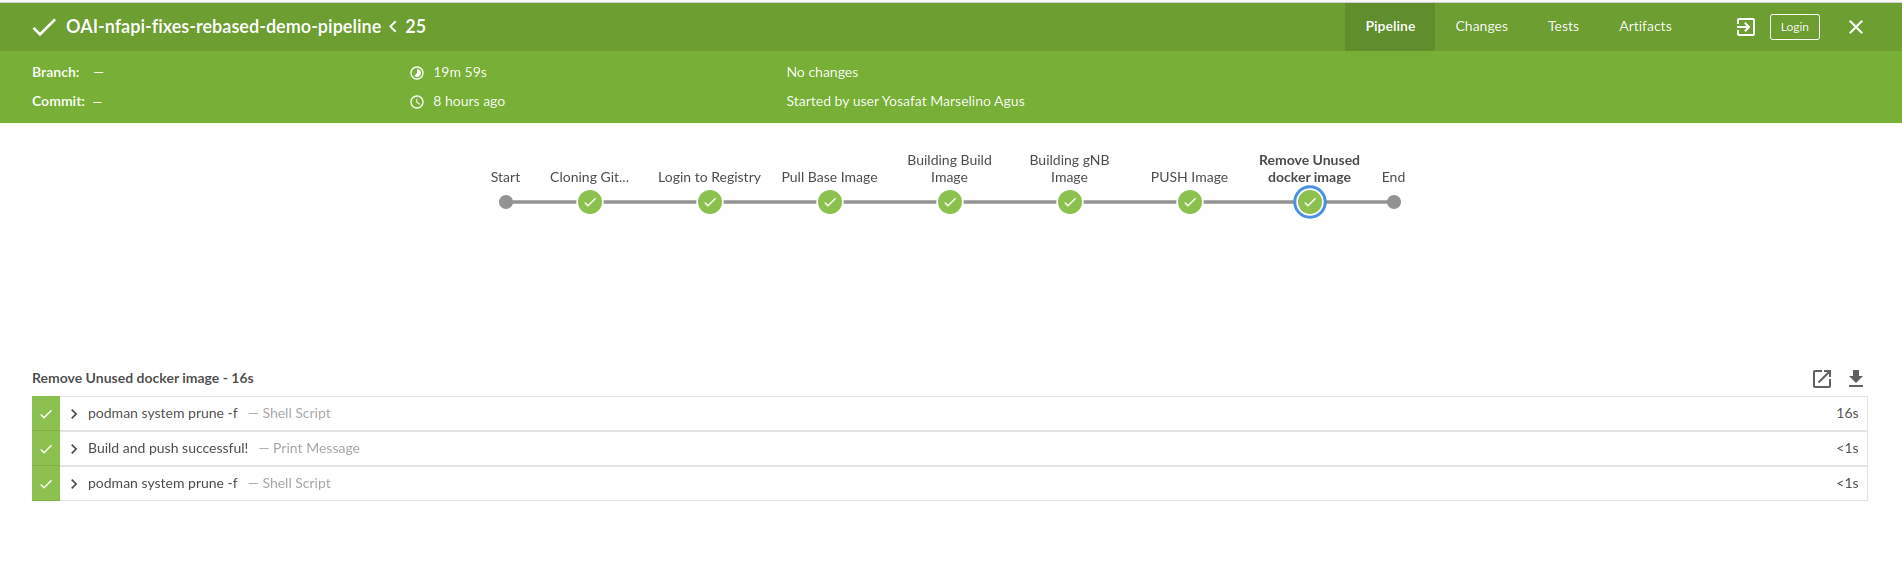 OAI-nfapi-fixes-rebased-demo-pipeline < 25
Pipeline
Changes
Tests
Artifacts
Login
Branch: —
19m 59s
No changes
Commit: —
8 hours ago
Started by user Yosafat Marselino Agus
Start
Cloning Git...
Login to Registry
Pull Base Image
Building Build
Image
Building gNB
Image
PUSH Image
Remove Unused
docker image
End
Remove Unused docker image - 16s
podman system prune -f — Shell Script 16s
Build and push successful! — Print Message <1s
podman system prune -f — Shell Script <1s